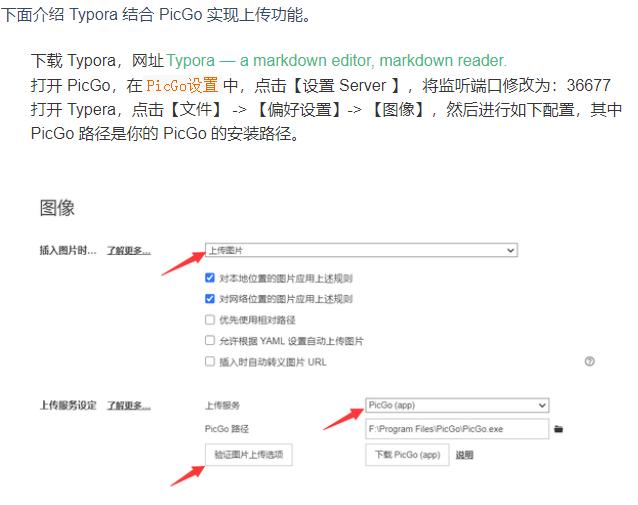 下面介绍 Typora 结合 PicGo 实现上传功能。
下载 Typora，网址Typora — a markdown editor, markdown reader.
打开 PicGo，在 PicGo设置 中，点击【设置 Server 】，将监听端口修改为：36677
打开 Typera，点击【文件】 -> 【偏好设置】-> 【图像】，然后进行如下配置，其中
PicGo 路径是你的 PicGo 的安装路径。
图像
插入图片时... 了解更多... 上传图片
对本地位置的图片应用上述规则
对网络位置的图片应用上述规则
优先使用相对路径
允许根据 YAML 设置自动上传图片
插入时自动转义图片 URL
上传服务设定 了解更多... 上传服务 PicGo (app)
PicGo 路径 F:\Program Files\PicGo\PicGo.exe
验证图片上传选项 下载 PicGo (app) 说明